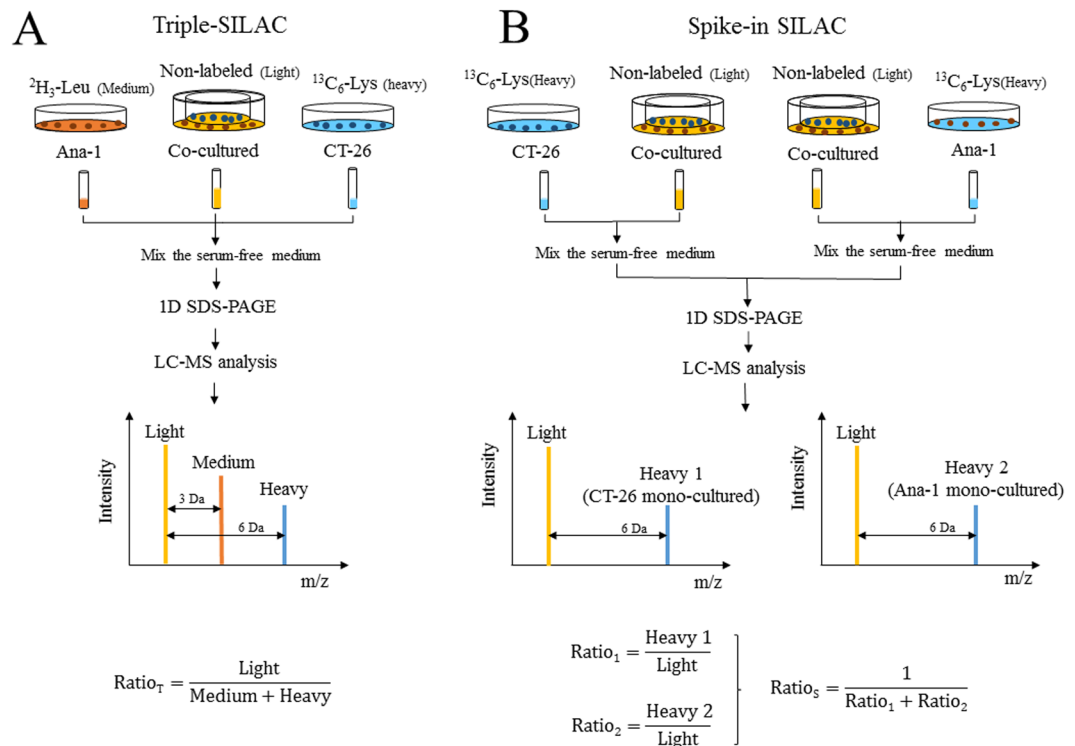 A
Triple-SILAC
²H₃-Leu (Medium)
Non-labeled (Light)
¹³C₆-Lys (heavy)
Ana-1
Co-cultured
CT-26
Mix the serum-free medium
1D SDS-PAGE
LC-MS analysis
Intensity
Light
Medium
Heavy
3 Da
6 Da
m/z
Ratio_T = Light / (Medium + Heavy)
B
Spike-in SILAC
¹³C₆-Lys(Heavy)
Non-labeled (Light)
Non-labeled (Light)
¹³C₆-Lys(Heavy)
CT-26
Co-cultured
Co-cultured
Ana-1
Mix the serum-free medium
Mix the serum-free medium
1D SDS-PAGE
LC-MS analysis
Intensity
Light
Heavy 1
(CT-26 mono-cultured)
6 Da
m/z
Intensity
Light
Heavy 2
(Ana-1 mono-cultured)
6 Da
m/z
Ratio₁ = Heavy 1 / Light
Ratio₂ = Heavy 2 / Light
Ratio_S = 1 / (Ratio₁ + Ratio₂)